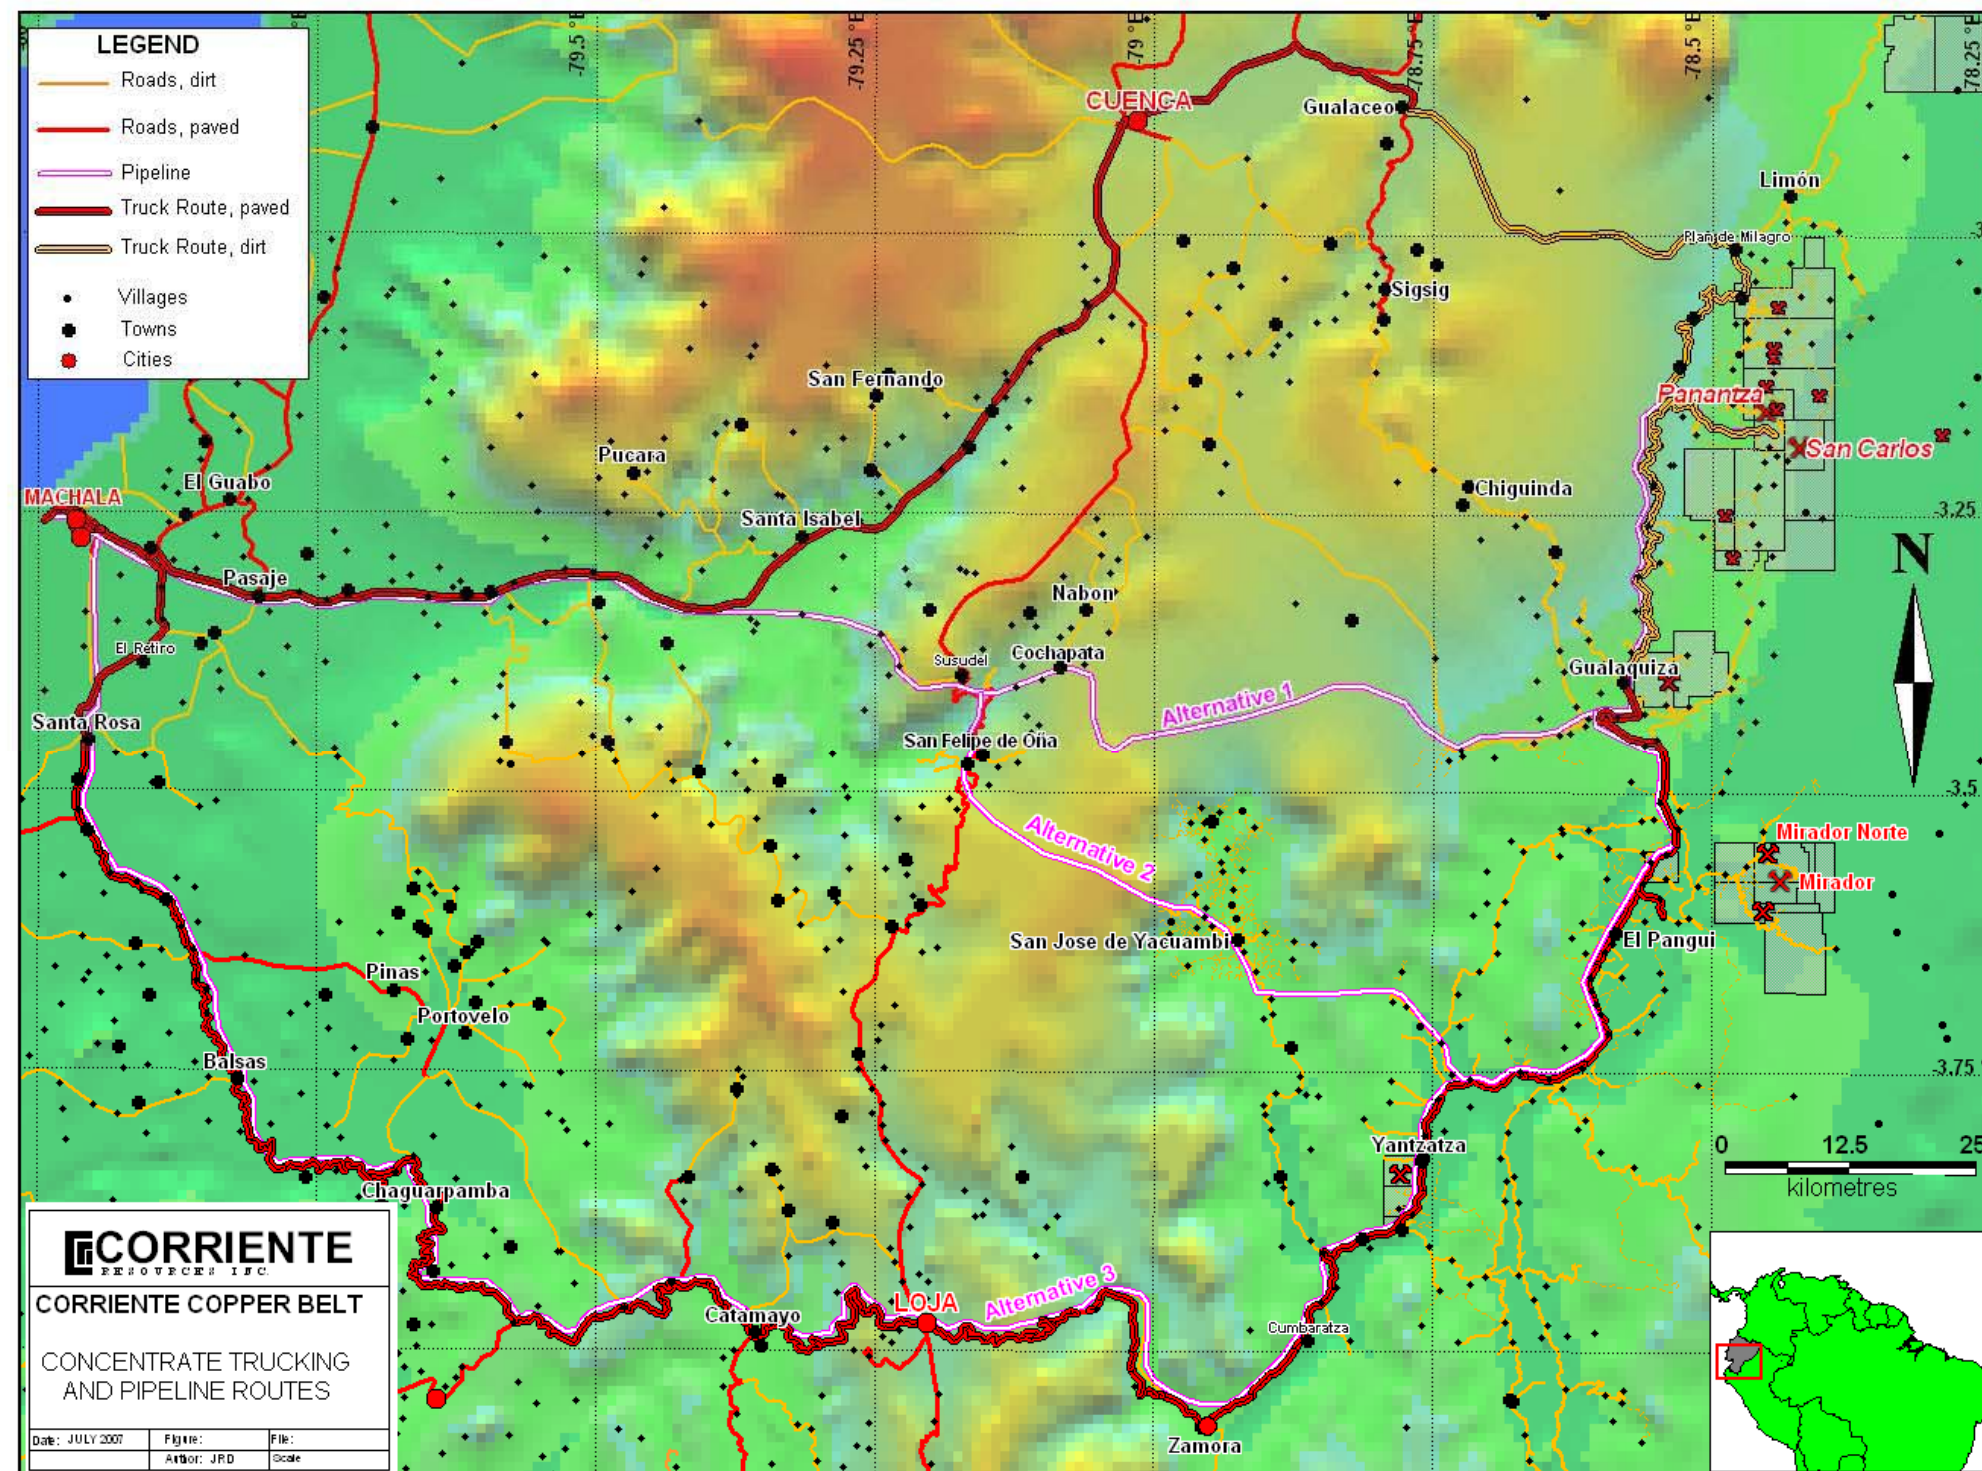 LEGEND
Roads, dirt
Roads, paved
Pipeline
Truck Route, paved
Truck Route, dirt
Villages
Towns
Cities
-79.5 °E
-79.25 °E
-79 °E
-78.75 °E
-78.5 °E
-78.25 °E
CUENCA
Gualaceo
Limón
Plan de Milagro
Sigsig
San Fernando
Panantza
San Carlos
Pucara
El Guabo
MACHALA
Chiguinda
Santa Isabel
-3.25
N
Pasaje
Nabon
El Retiro
Susudel
Cochapata
Gualaquiza
Alternative 1
Santa Rosa
San Felipe de Oña
-3.5
Alternative 2
Mirador Norte
Mirador
San Jose de Yacuambi
El Pangui
Pinas
Portovelo
Balsas
-3.75
Yantzatza
0 12.5 25
kilometres
Chaguarpamba
Alternative 3
LOJA
Catamayo
Cumbaratza
Zamora
CORRIENTE
RESOURCES INC.
CORRIENTE COPPER BELT
CONCENTRATE TRUCKING
AND PIPELINE ROUTES
Date: JULY 2007 Figure: File:
Author: JRD Scale